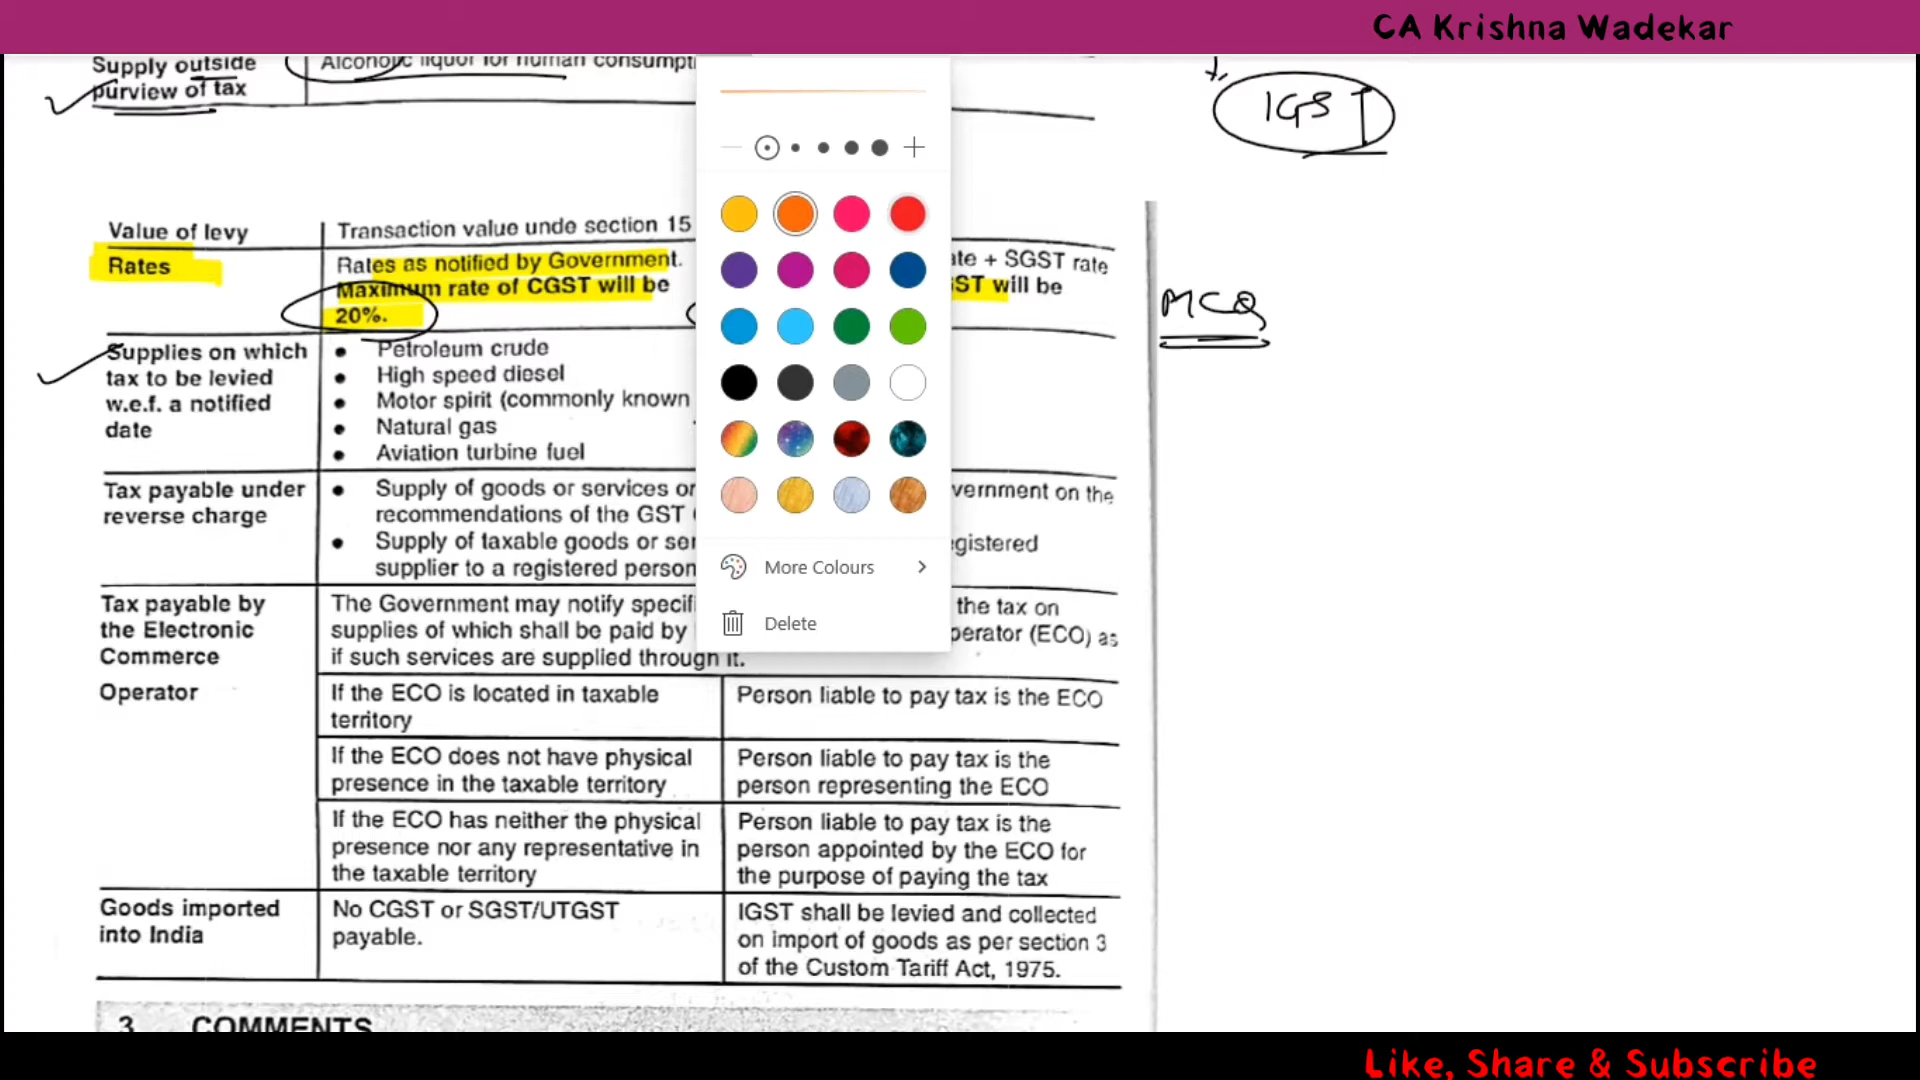 CA Krishna Wadekar
Supply outside
purview of tax
Alcoholic liquor for human
IGST
Value of levy
Transaction value unde section 15
Rates
Rates as notified by Government.
Maximum rate of CGST will be
20%.
+ SGST rate
will be
MCQ
Supplies on which
tax to be levied
w.e.f. a notified
date
• Petroleum crude
• High speed diesel
• Motor spirit (commonly known
• Natural gas
• Aviation turbine fuel
Tax payable under
reverse charge
• Supply of goods or services or
recommendations of the GST
on the
• Supply of taxable goods or
supplier to a registered person
Tax payable by
the Electronic
Commerce
Operator
The Government may notify
the tax on
supplies of which shall be paid by
(ECO) as
if such services are supplied through it.
If the ECO is located in taxable
territory
Person liable to pay tax is the ECO
If the ECO does not have physical
presence in the taxable territory
Person liable to pay tax is the
person representing the ECO
If the ECO has neither the physical
presence nor any representative in
the taxable territory
Person liable to pay tax is the
person appointed by the ECO for
the purpose of paying the tax
Goods imported
into India
No CGST or SGST/UTGST
payable.
IGST shall be levied and collected
on import of goods as per section 3
of the Custom Tariff Act, 1975.
3 COMMENTS
More Colours
Delete
Like, Share & Subscribe